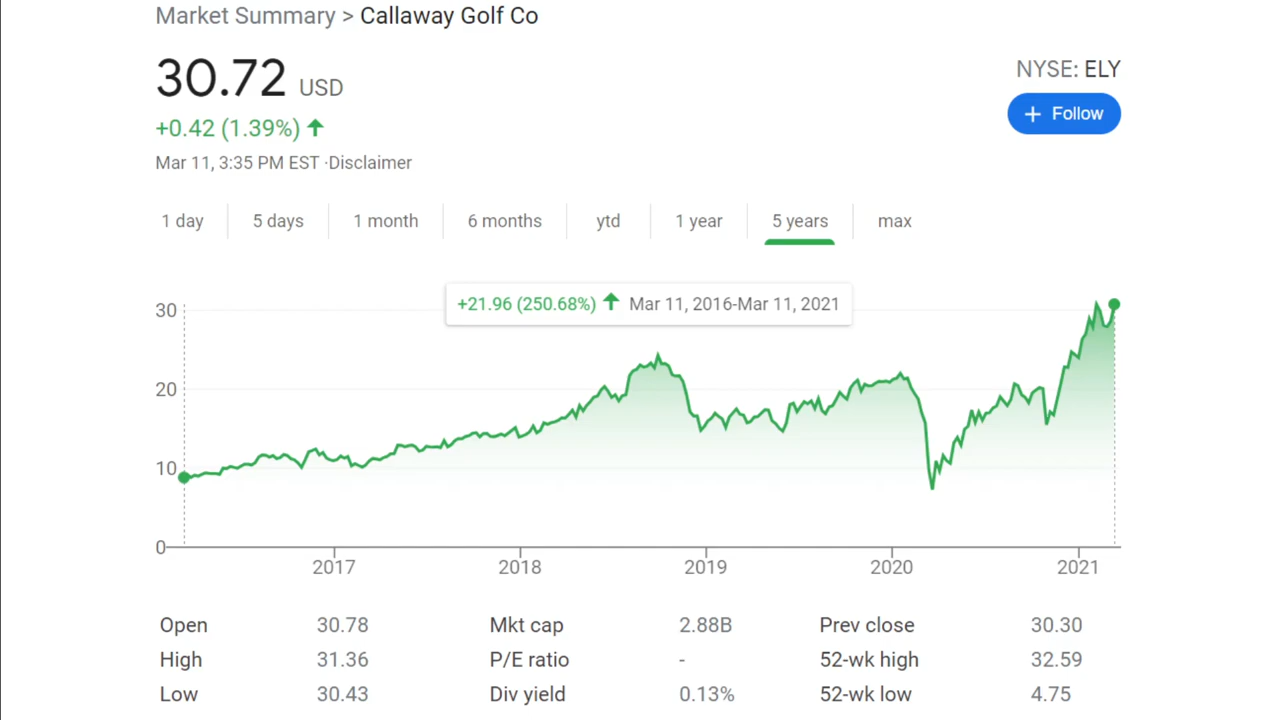 Market Summary > Callaway Golf Co
30.72 USD
NYSE: ELY
+0.42 (1.39%)
+ Follow
Mar 11, 3:35 PM EST ·Disclaimer
1 day 5 days 1 month 6 months ytd 1 year 5 years max
+21.96 (250.68%) Mar 11, 2016-Mar 11, 2021
30
20
10
0
2017 2018 2019 2020 2021
Open 30.78 Mkt cap 2.88B Prev close 30.30
High 31.36 P/E ratio - 52-wk high 32.59
Low 30.43 Div yield 0.13% 52-wk low 4.75